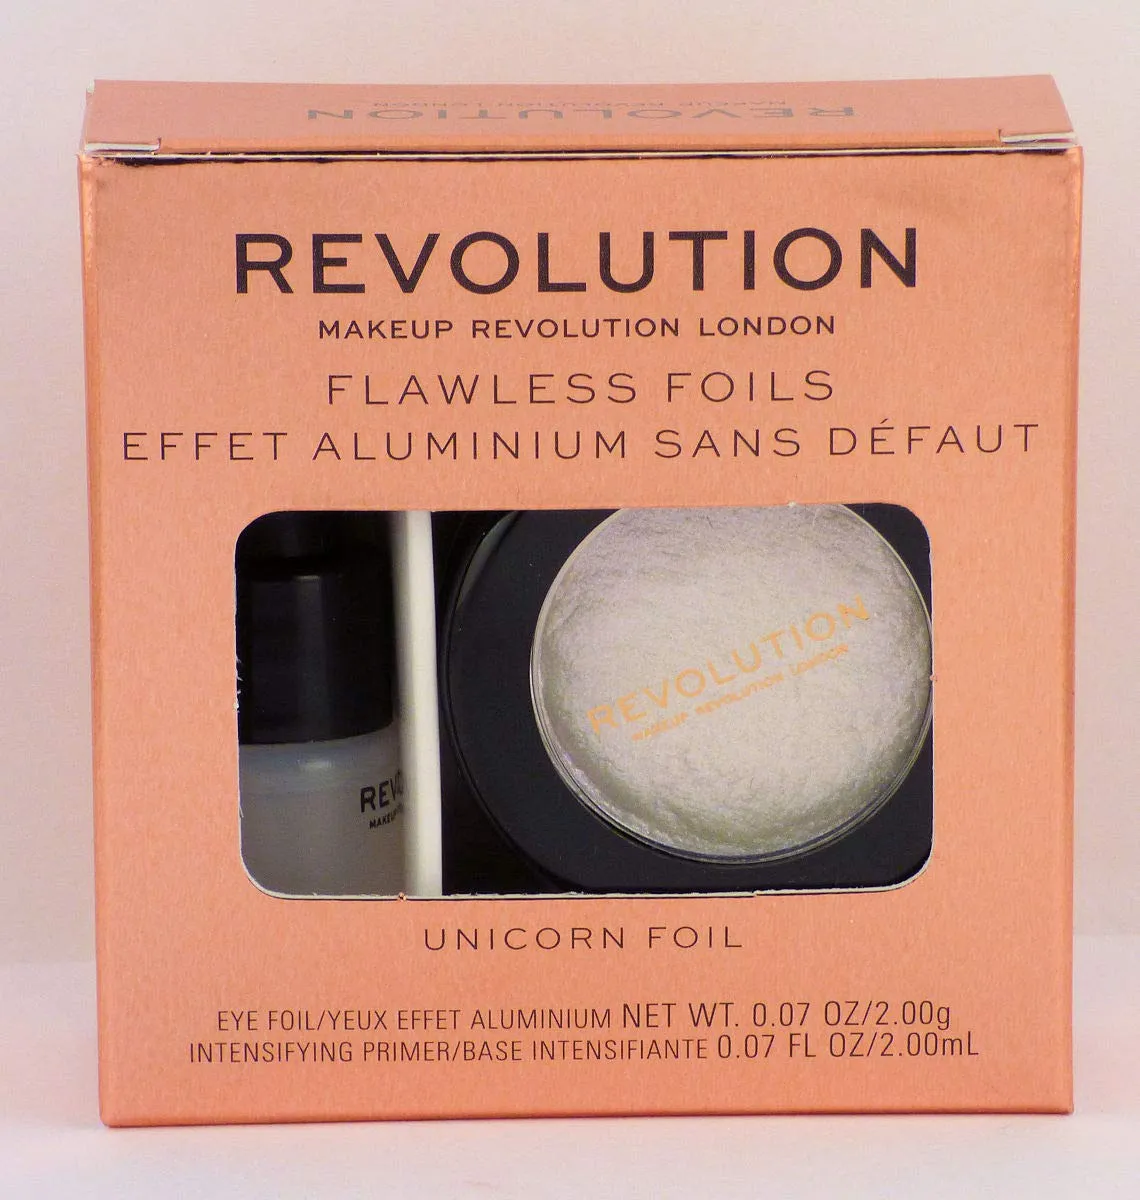 REVOLUTION
MAKEUP REVOLUTION LONDON
REVOLUTION
MAKEUP REVOLUTION LONDON
FLAWLESS FOILS
EFFET ALUMINIUM SANS DÉFAUT
REVOLUTION
MAKEUP REVOLUTION LONDON
REVO
MAKEU
UNICORN FOIL
EYE FOIL/YEUX EFFET ALUMINIUM NET WT. 0.07 OZ/2.00g
INTENSIFYING PRIMER/BASE INTENSIFIANTE 0.07 FL OZ/2.00mL